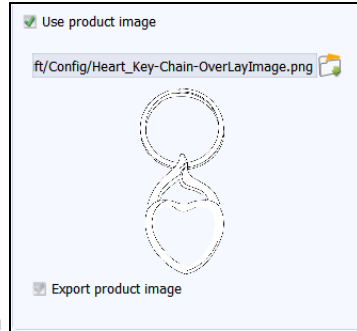 Use product image
ft/Config/Heart_Key-Chain-OverLayImage.png
Export product image